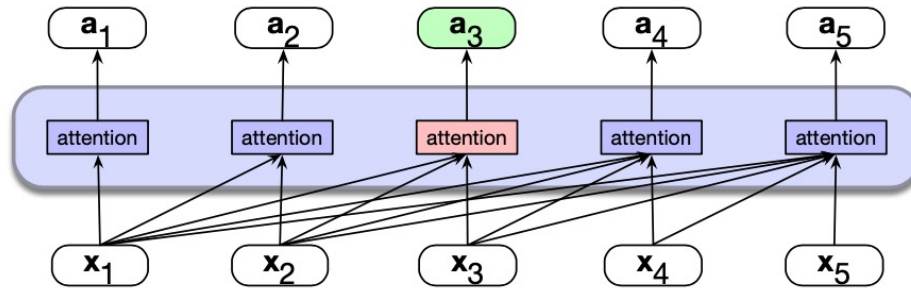 a1 a2 a3 a4 a5
attention attention attention attention attention
x1 x2 x3 x4 x5